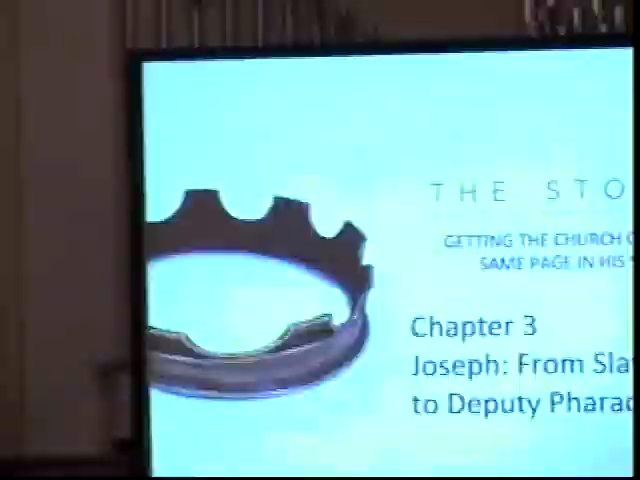 THE STO
GETTING THE CHURCH
SAME PAGE IN HIS
Chapter 3
Joseph: From Sla
to Deputy Pharao